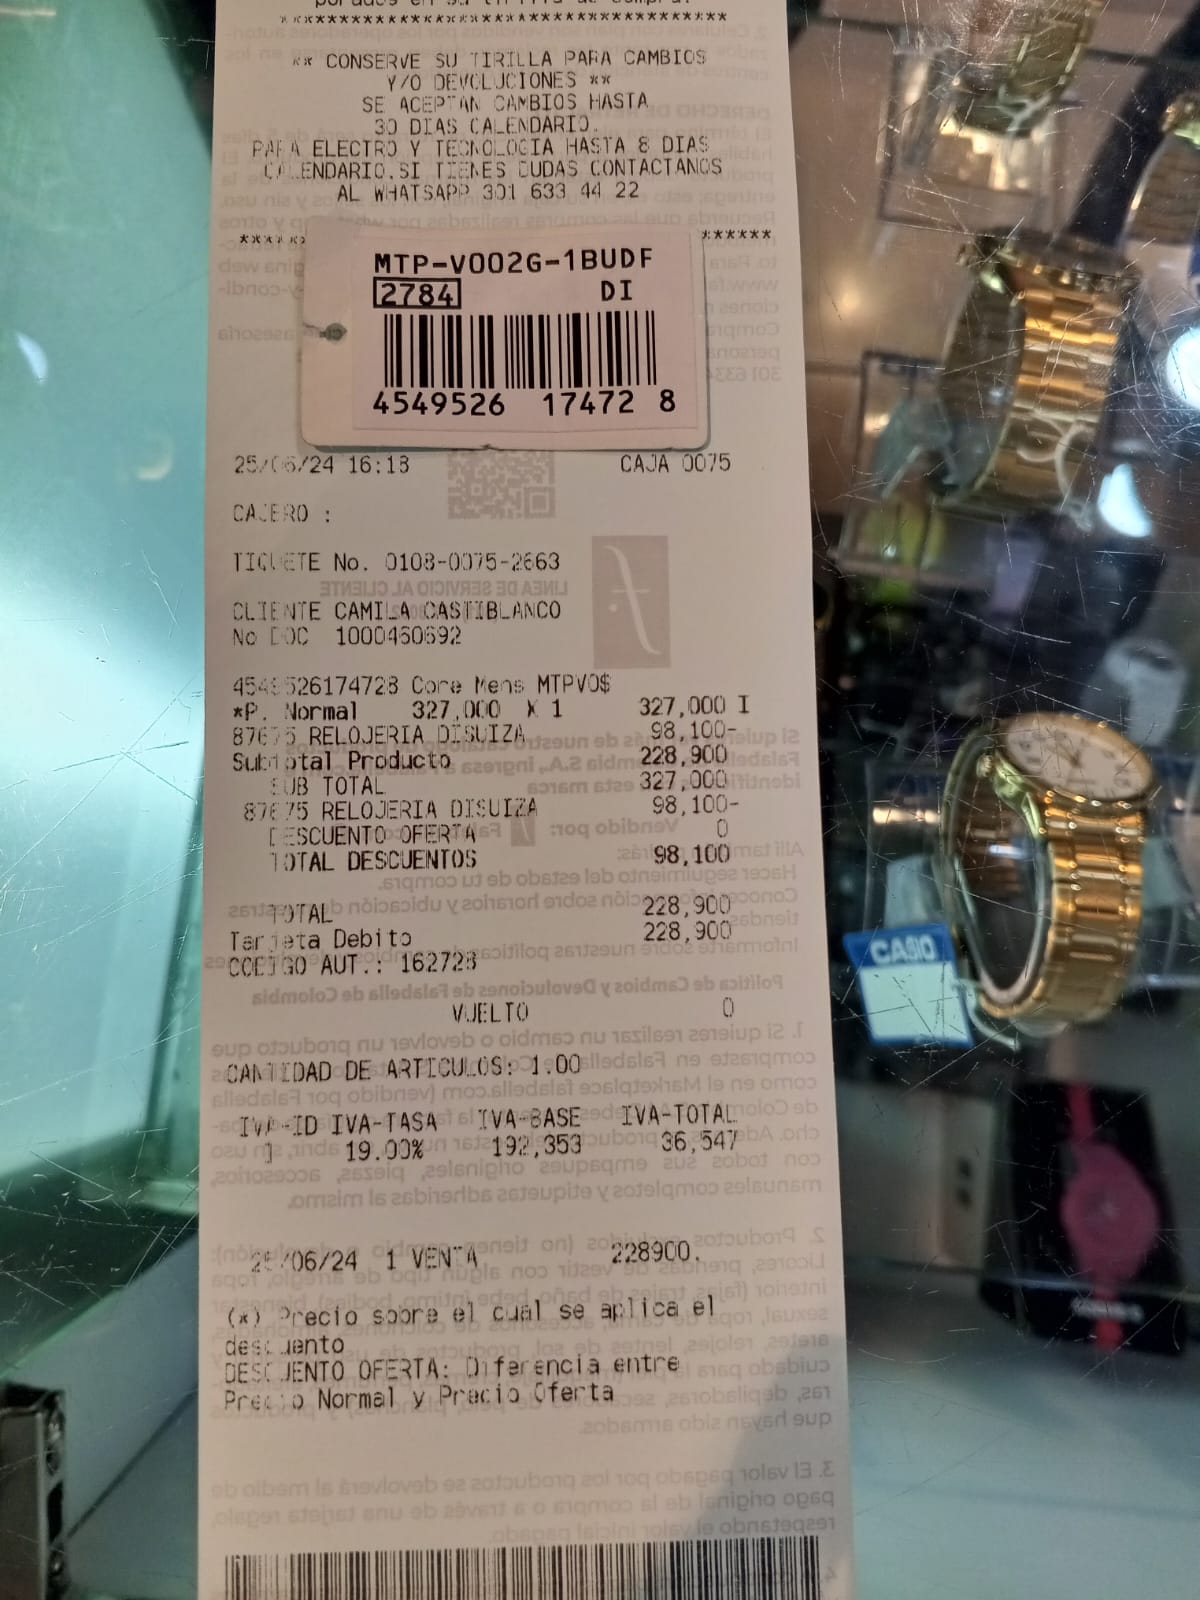 ** CONSERVE SU TIRILLA PARA CAMBIOS
Y/O DEVOLUCIONES **
SE ACEPTAN CAMBIOS HASTA
30 DIAS CALENDARIO.
PARA ELECTRO Y TECNOLOGIA HASTA 8 DIAS
CALENDARIO.SI TIENES DUDAS CONTACTANOS
AL WHATSAPP 301 633 44 22
MTP-V002G-1BUDF
2784 DI
4549526 17472 8
25/06/24 16:18 CAJA 0075
CAJERO :
TIQUETE No. 0108-0075-2663
CLIENTE CAMILA CASTIBLANCO
No DOC 1000460692
4549526174728 Core Mens MTPVO$
*P. Normal 327,000 X 1 327,000 I
87675 RELOJERIA DISUIZA 98,100-
Subtotal Producto 228,900
SUB TOTAL 327,000
87675 RELOJERIA DISUIZA 98,100-
DESCUENTO OFERTA 0
TOTAL DESCUENTOS 98,100
TOTAL 228,900
Tarjeta Debito 228,900
CODIGO AUT.: 162728
VUELTO 0
CANTIDAD DE ARTICULOS: 1.00
IVA-ID IVA-TASA IVA-BASE IVA-TOTAL
19.00% 192,353 36,547
25/06/24 1 VENTA 228900.
(*) Precio sobre el cual se aplica el
descuento
DESCUENTO OFERTA: Diferencia entre
Precio Normal y Precio Oferta
CASIO